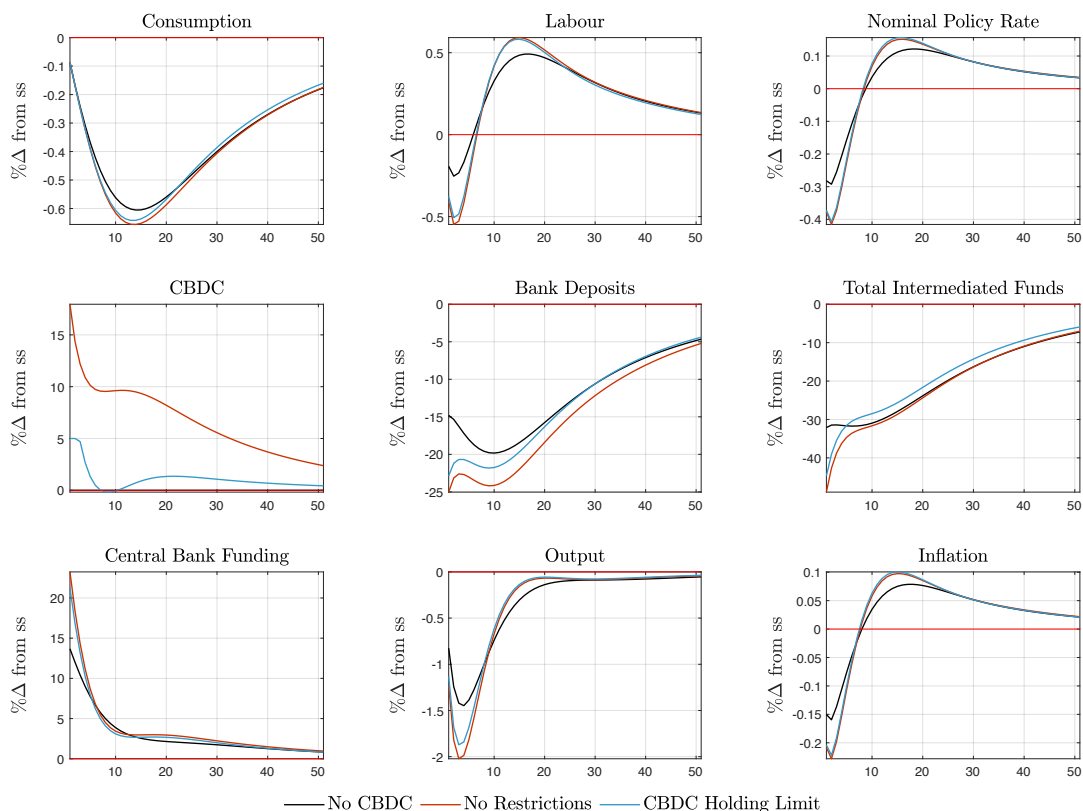 Consumption
Labour
Nominal Policy Rate
%Δ from ss
0
-0.1
-0.2
-0.3
-0.4
-0.5
-0.6
10 20 30 40 50
%Δ from ss
0.5
0
-0.5
10 20 30 40 50
%Δ from ss
0.1
0
-0.1
-0.2
-0.3
-0.4
10 20 30 40 50
CBDC
Bank Deposits
Total Intermediated Funds
%Δ from ss
15
10
5
0
10 20 30 40 50
%Δ from ss
0
-5
-10
-15
-20
-25
10 20 30 40 50
%Δ from ss
0
-10
-20
-30
-40
10 20 30 40 50
Central Bank Funding
Output
Inflation
%Δ from ss
20
15
10
5
0
10 20 30 40 50
%Δ from ss
0
-0.5
-1
-1.5
-2
10 20 30 40 50
%Δ from ss
0.1
0.05
0
-0.05
-0.1
-0.15
-0.2
10 20 30 40 50
No CBDC No Restrictions CBDC Holding Limit